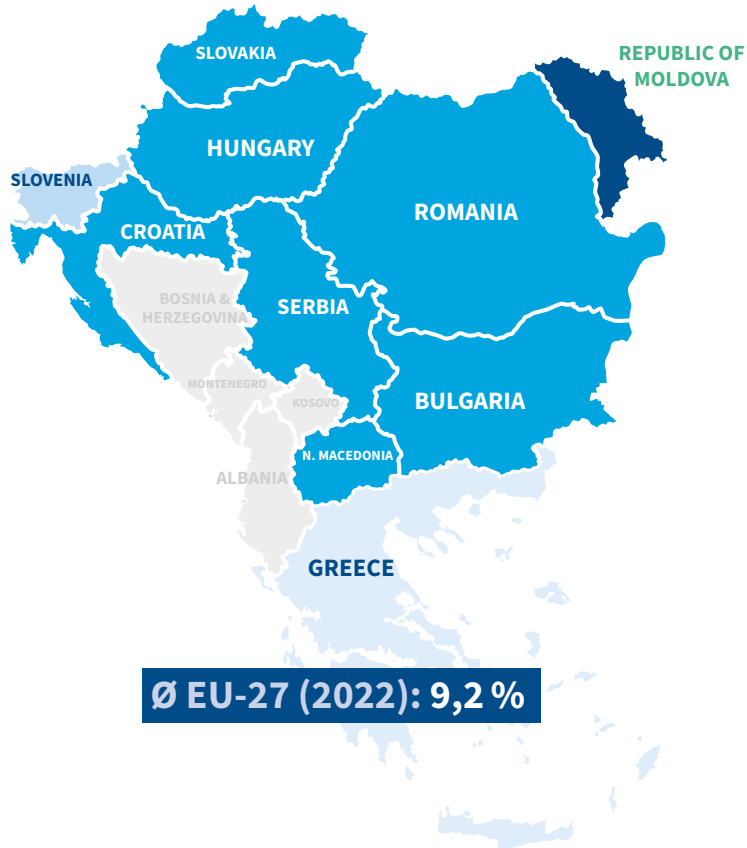 SLOVAKIA
REPUBLIC OF
MOLDOVA
HUNGARY
SLOVENIA
ROMANIA
CROATIA
BOSNIA &
HERZEGOVINA
SERBIA
MONTENEGRO
KOSOVO
BULGARIA
N. MACEDONIA
ALBANIA
GREECE
Ø EU-27 (2022): 9,2 %